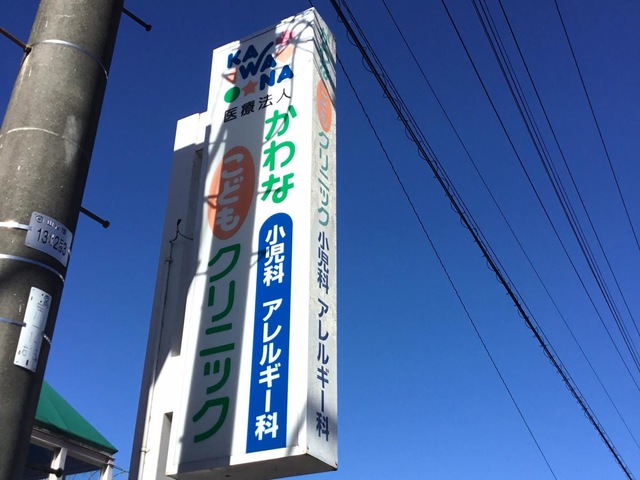 KAWANA
医療法人
かわな
こども
クリニック
小児科 アレルギー科
クリニック
小児科 アレルギー科